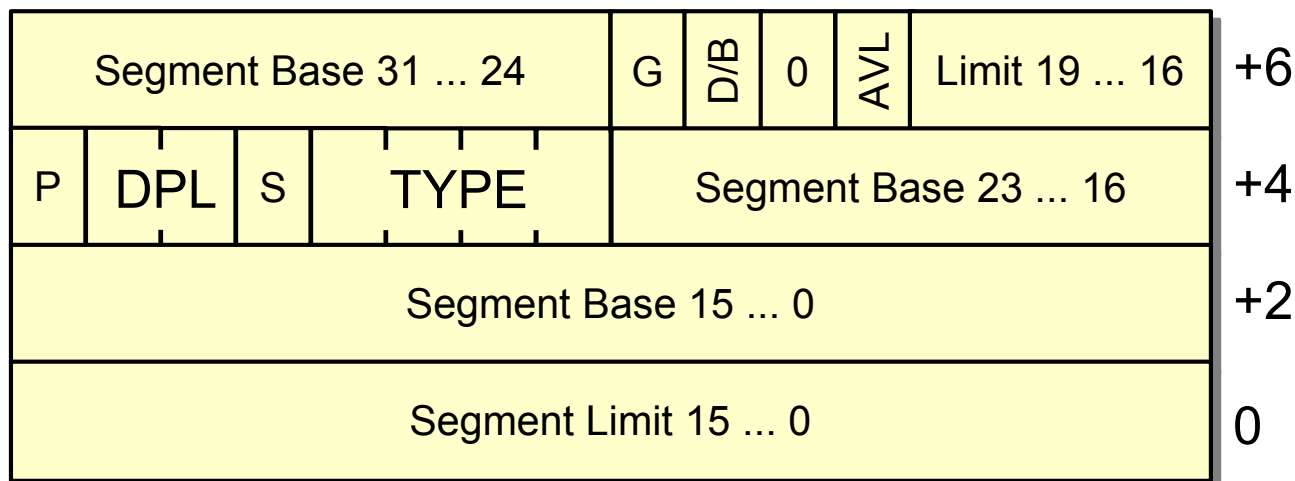 Segment Base 31 ... 24 G D/B 0 AVL Limit 19 ... 16 +6
P DPL S TYPE Segment Base 23 ... 16 +4
Segment Base 15 ... 0 +2
Segment Limit 15 ... 0 0